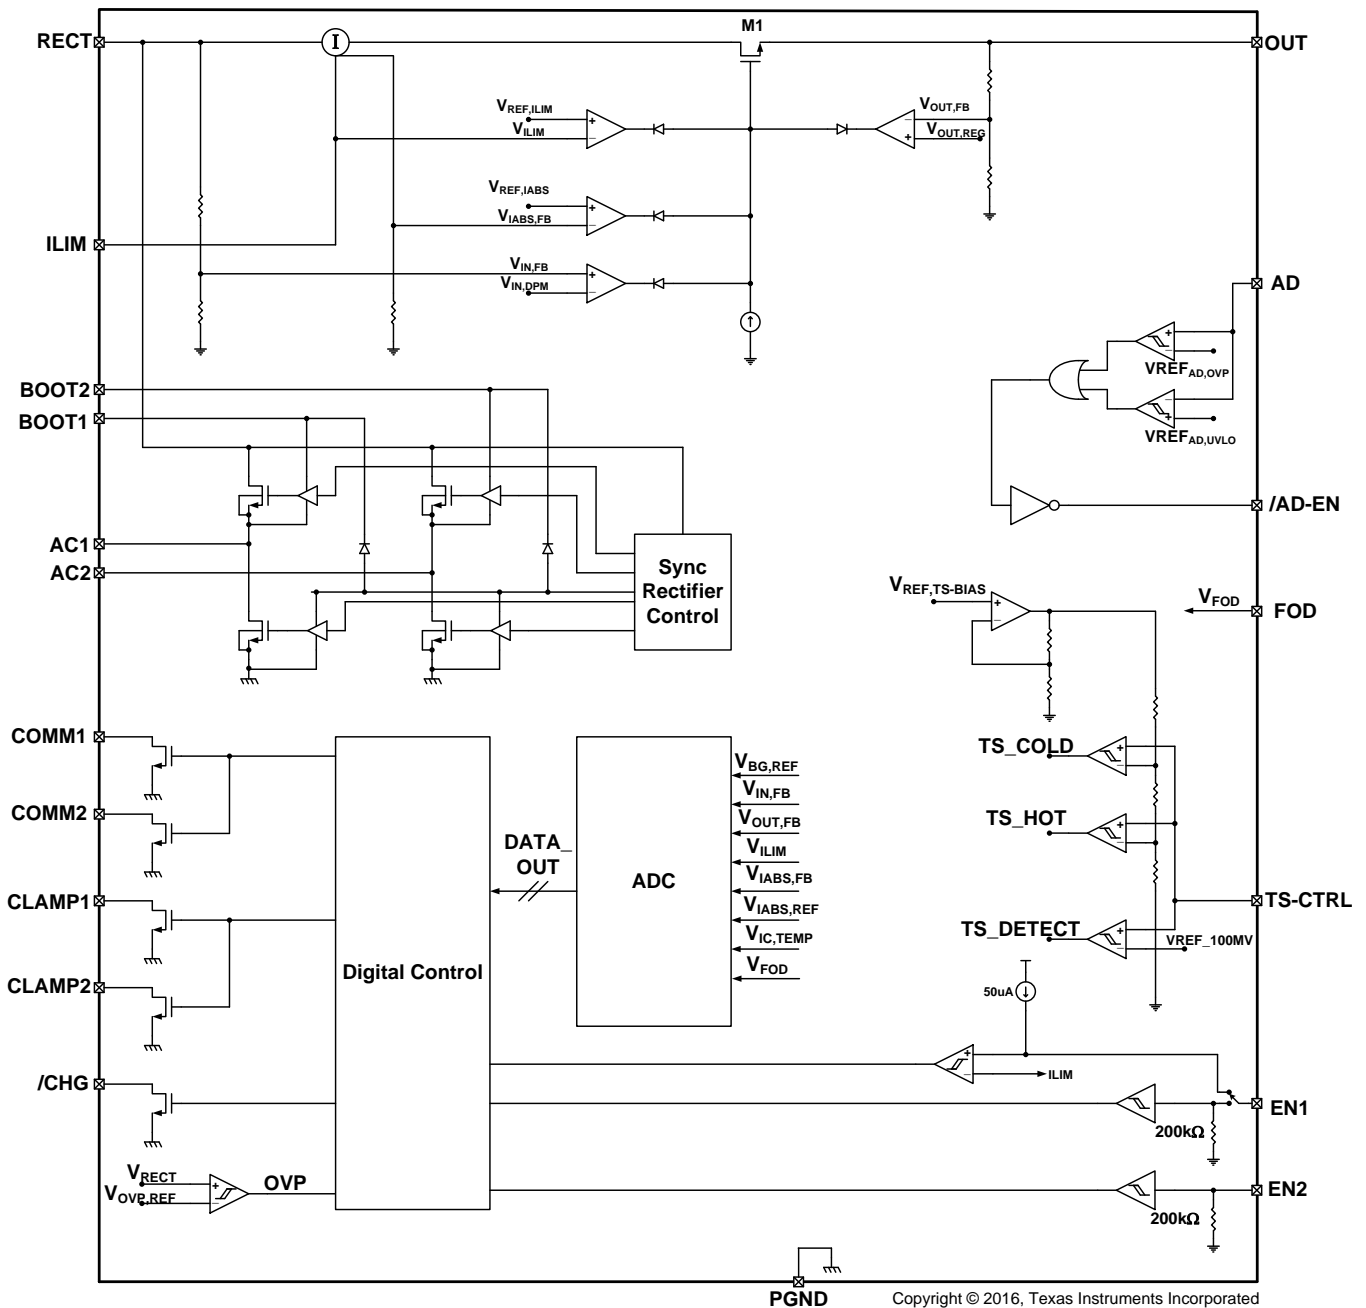 M1
RECT
I
OUT
VREF,ILIM
VILIM
VOUT,FB
VOUT,REG
VREF,IABS
VIABS,FB
ILIM
VIN,FB
VIN,DPM
AD
VREFAD,OVP
VREFAD,UVLO
BOOT2
BOOT1
/AD-EN
AC1
AC2
Sync
Rectifier
Control
VREF,TS-BIAS
VFOD
FOD
COMM1
COMM2
CLAMP1
CLAMP2
/CHG
Digital Control
DATA_
OUT
ADC
VBG,REF
VIN,FB
VOUT,FB
VILIM
VIABS,FB
VIABS,REF
VIC,TEMP
VFOD
TS_COLD
TS_HOT
TS-CTRL
TS_DETECT
VREF_100MV
50uA
ILIM
EN1
200kΩ
VRECT
VOVP,REF
OVP
EN2
200kΩ
PGND
Copyright © 2016, Texas Instruments Incorporated